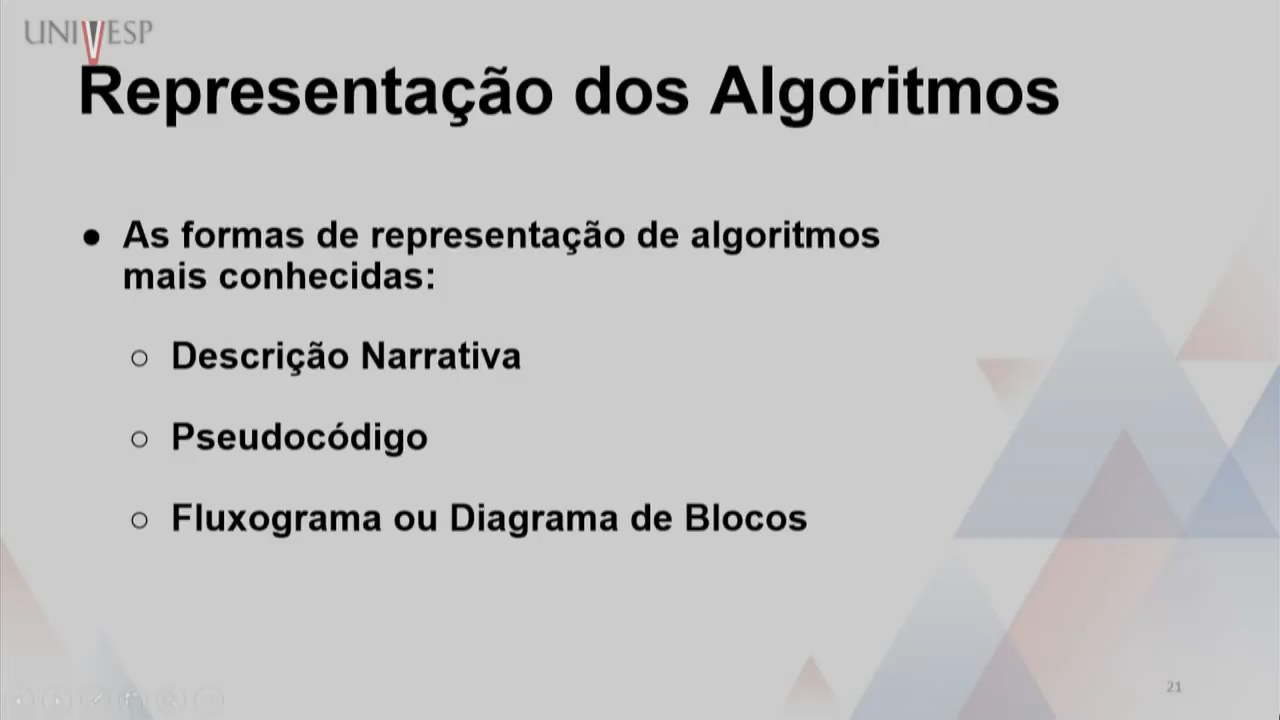 UNIVESP
Representação dos Algoritmos
● As formas de representação de algoritmos
mais conhecidas:
○ Descrição Narrativa
○ Pseudocódigo
○ Fluxograma ou Diagrama de Blocos
21